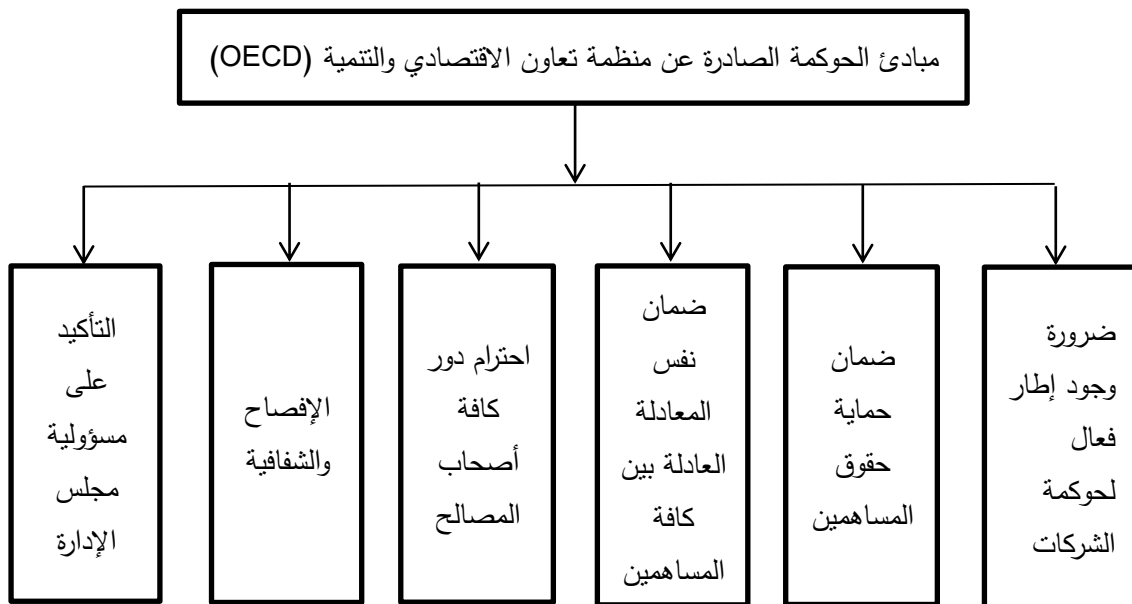 مبادئ الحوكمة الصادرة عن منظمة تعاون الاقتصادي والتنمية (OECD)
ضرورة
وجود إطار
فعال
لحوكمة
الشركات
ضمان
حماية
حقوق
المساهمين
ضمان
نفس
المعادلة
العادلة بين
كافة
المساهمين
احترام دور
كافة
أصحاب
المصالح
الإفصاح
والشفافية
التأكيد
على
مسؤولية
مجلس
الإدارة